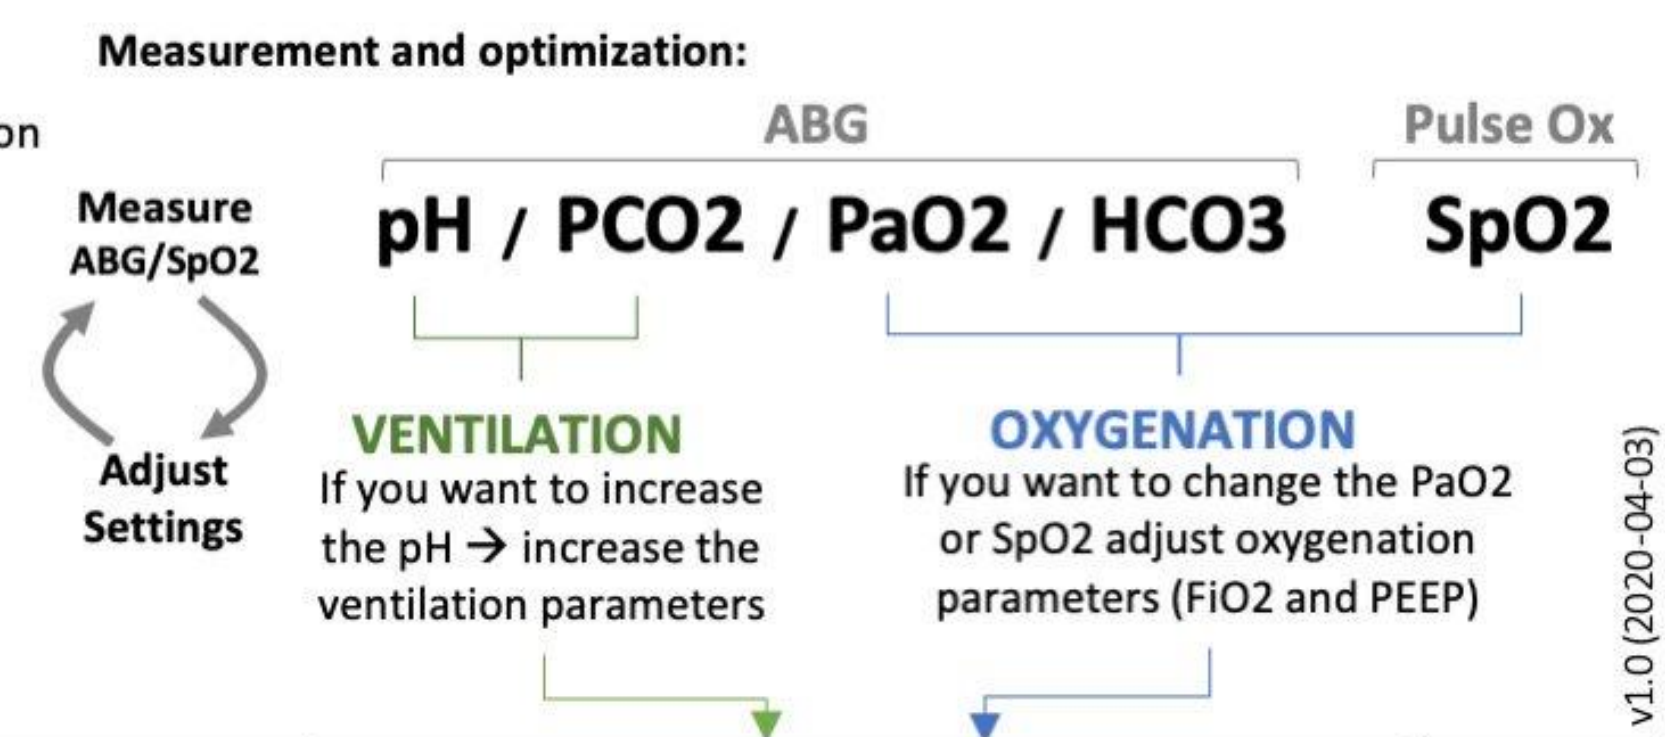 Measurement and optimization:
on
ABG
Pulse Ox
Measure
ABG/SpO2
pH / PCO2 / PaO2 / HCO3
SpO2
Adjust
Settings
VENTILATION
If you want to increase
the pH → increase the
ventilation parameters
OXYGENATION
If you want to change the PaO2
or SpO2 adjust oxygenation
parameters (FiO2 and PEEP)
v1.0 (2020-04-03)